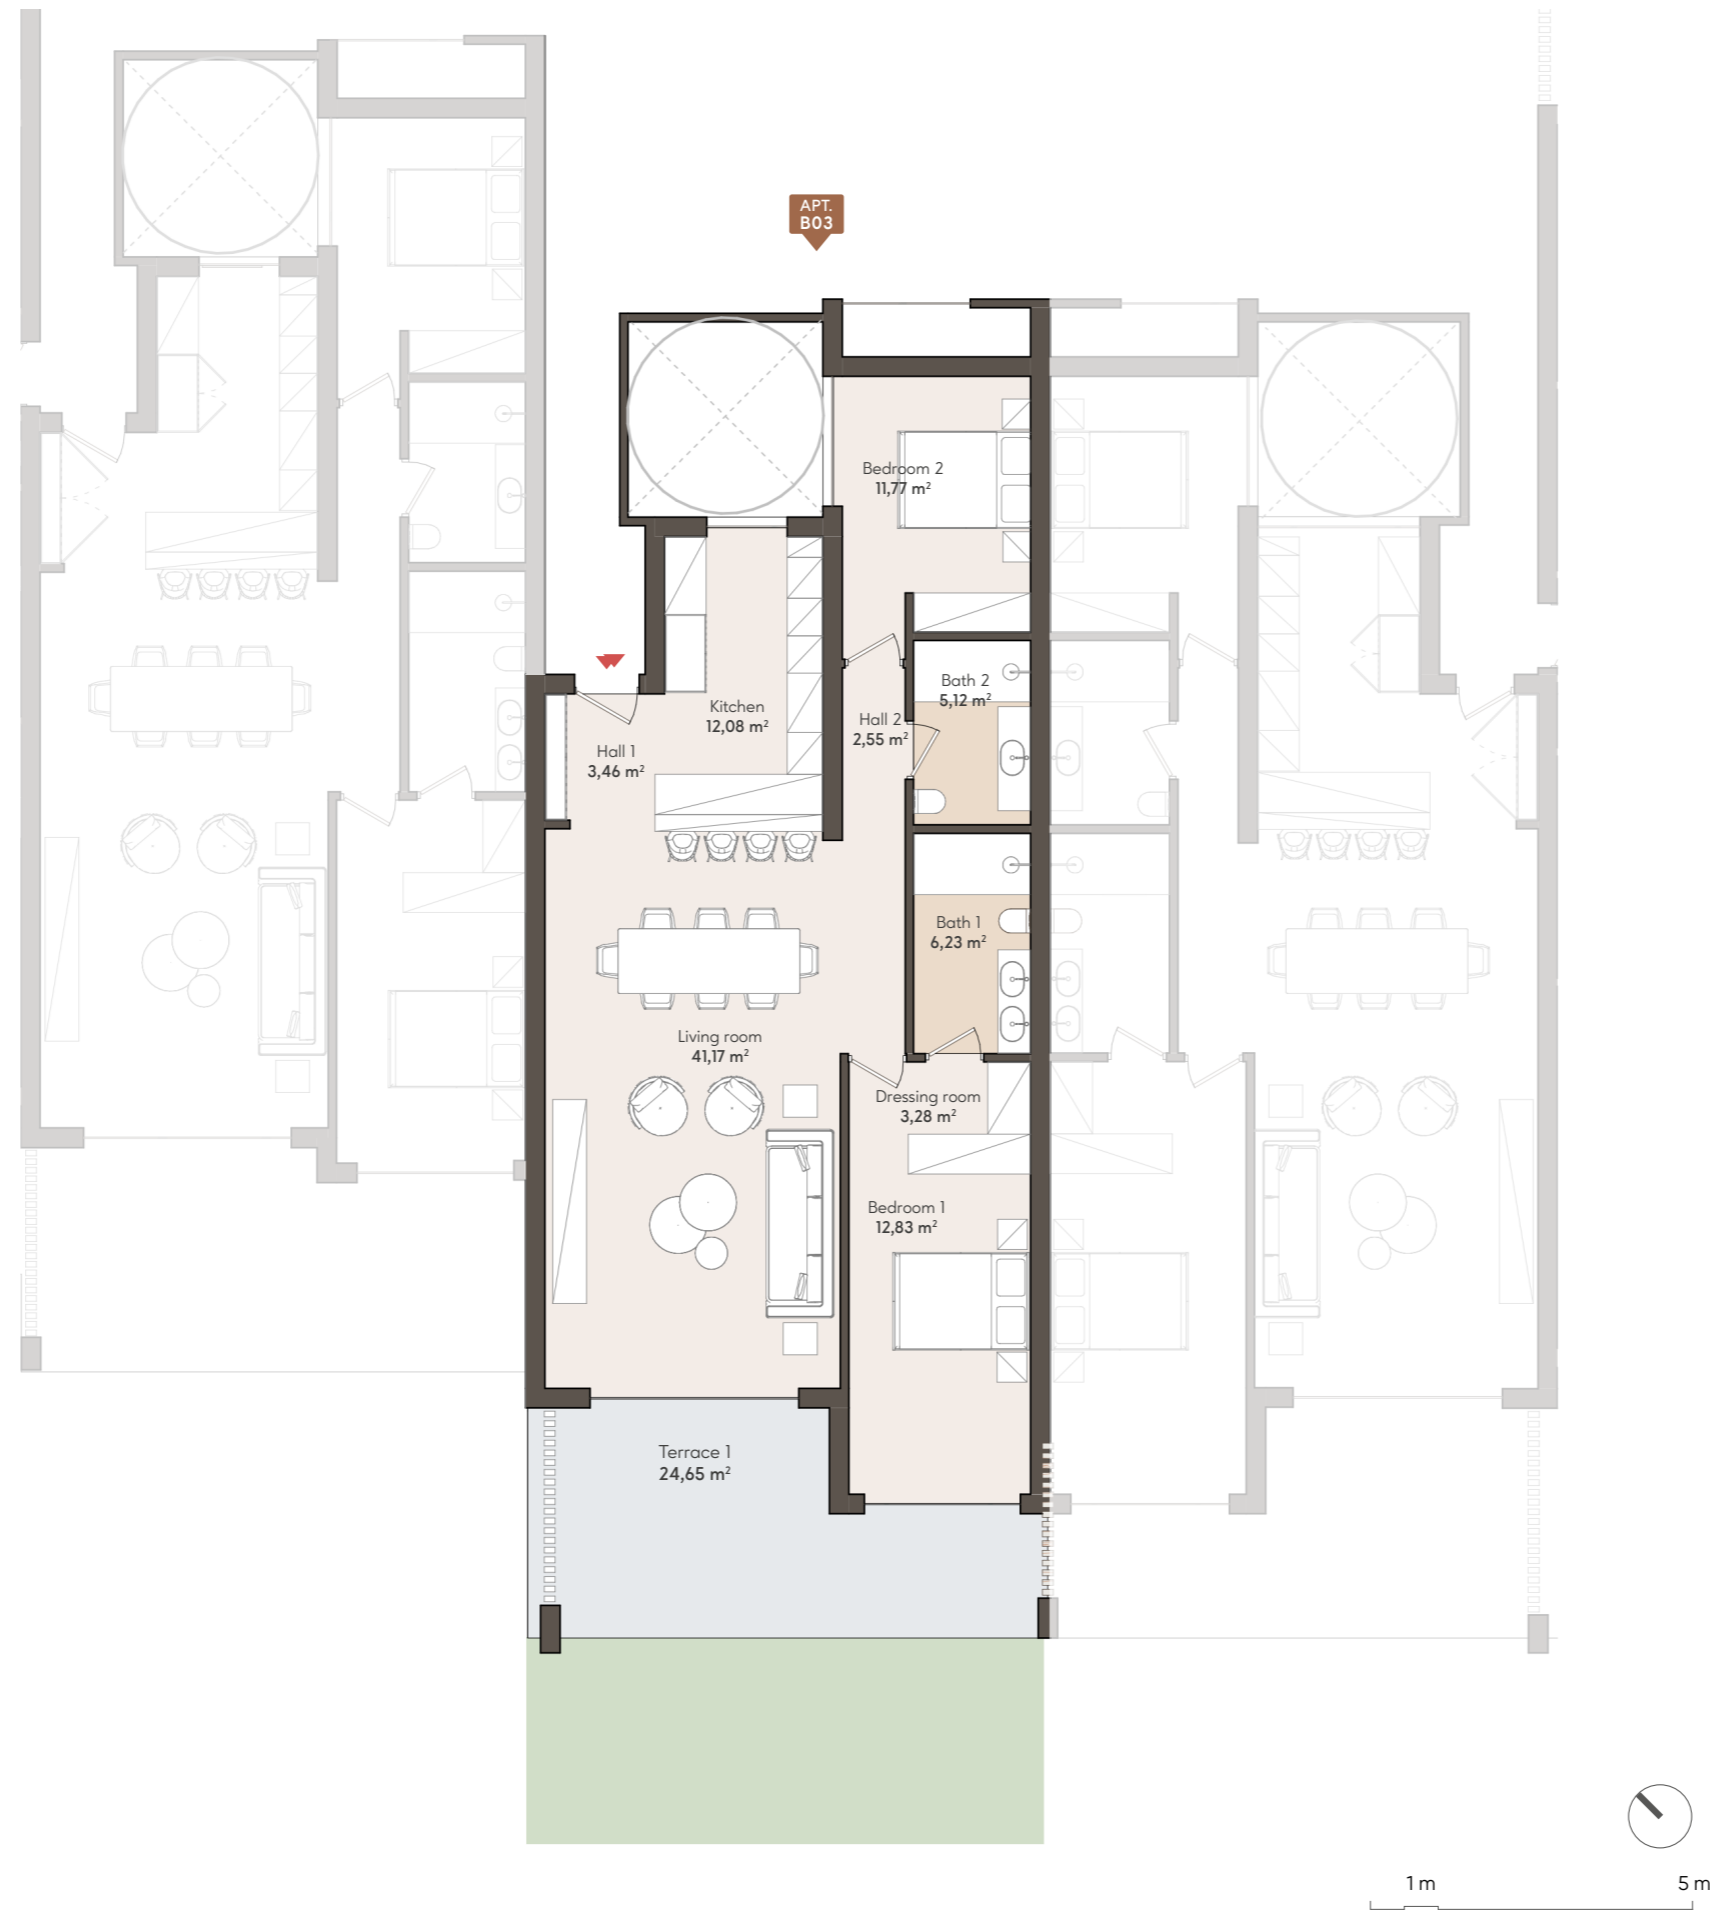 APT.
B03
Bedroom 2
11,77 m²
Bath 2
5,12 m²
Kitchen
12,08 m²
Hall 2
2,55 m²
Hall 1
3,46 m²
Bath 1
6,23 m²
Living room
41,17 m²
Dressing room
3,28 m²
Bedroom 1
12,83 m²
Terrace 1
24,65 m²
1 m
5 m